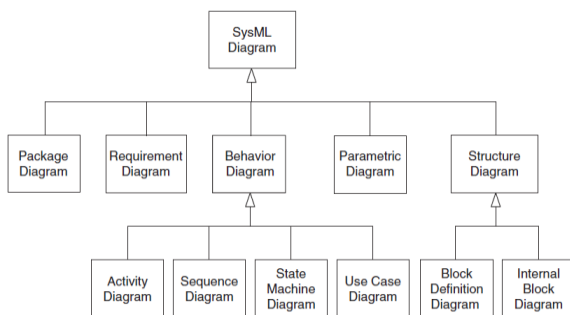 SysML
Diagram
Package
Diagram
Requirement
Diagram
Behavior
Diagram
Parametric
Diagram
Structure
Diagram
Activity
Diagram
Sequence
Diagram
State
Machine
Diagram
Use Case
Diagram
Block
Definition
Diagram
Internal
Block
Diagram